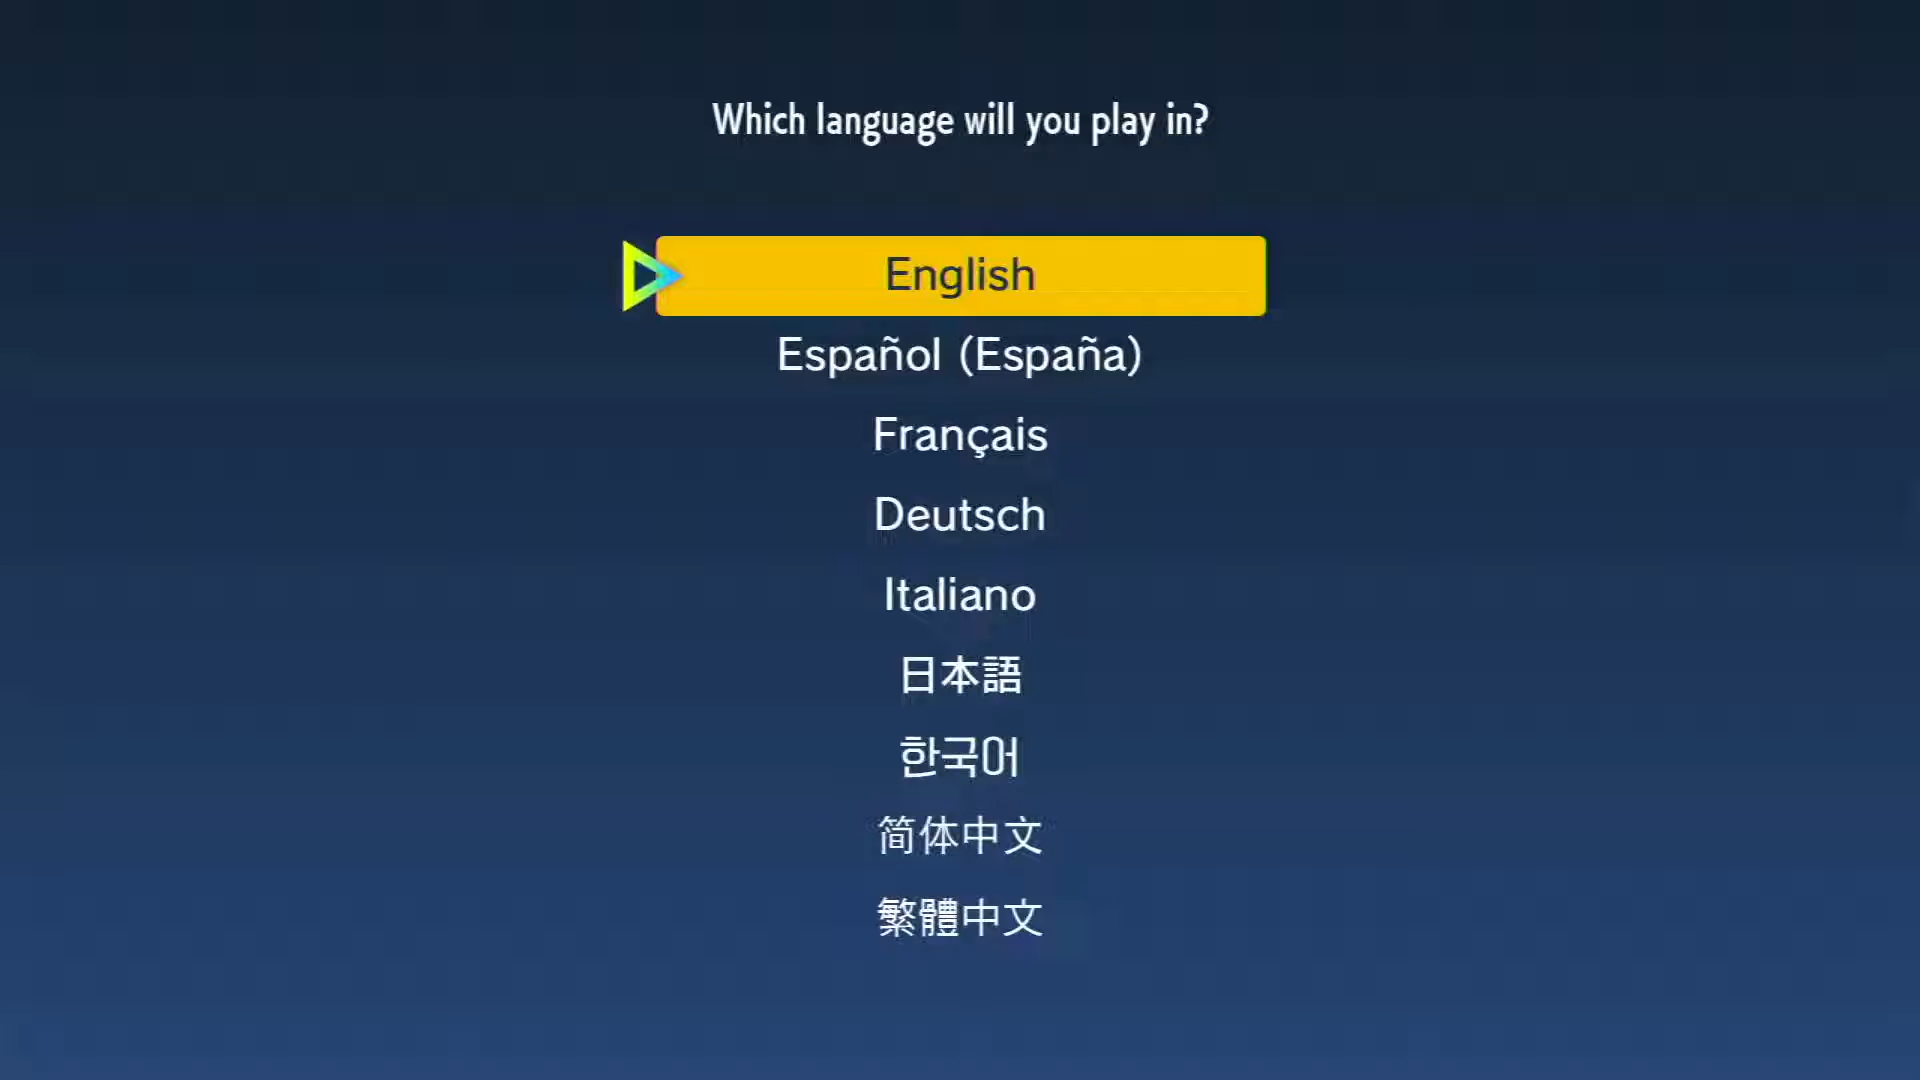 Which language will you play in?
English
Español (España)
Français
Deutsch
Italiano
日本語
한국어
简体中文
繁體中文